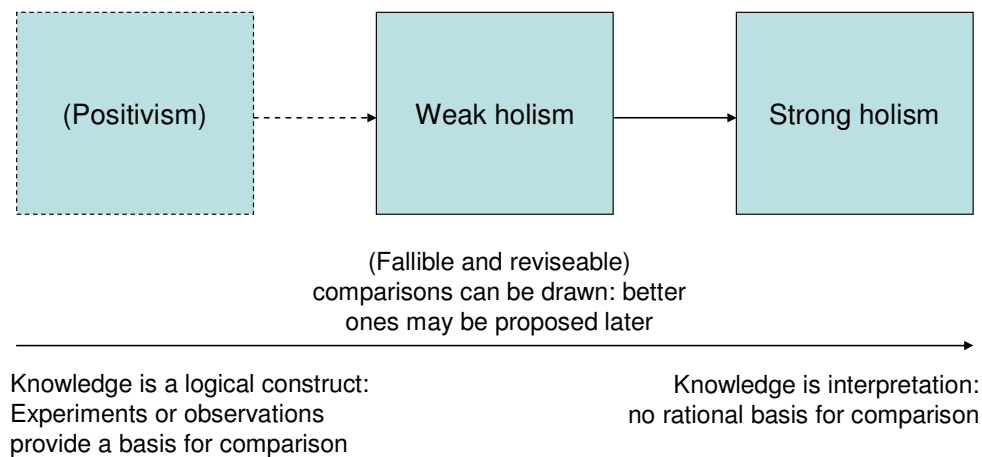 (Positivism)
Weak holism
Strong holism
(Fallible and reviseable)
comparisons can be drawn: better
ones may be proposed later
Knowledge is a logical construct:
Experiments or observations
provide a basis for comparison
Knowledge is interpretation:
no rational basis for comparison